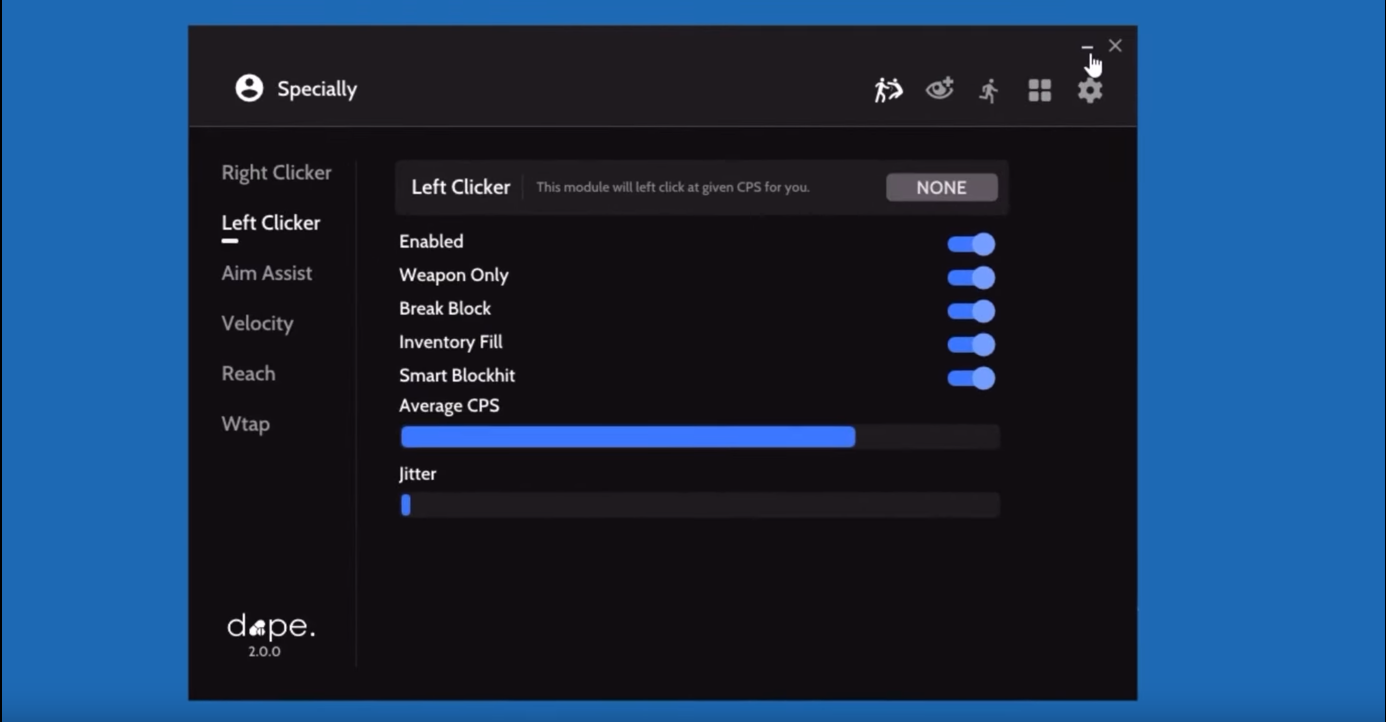 Specially
Right Clicker
Left Clicker
Aim Assist
Velocity
Reach
Wtap
Left Clicker
This module will left click at given CPS for you.
NONE
Enabled
Weapon Only
Break Block
Inventory Fill
Smart Blockhit
Average CPS
Jitter
dope.
2.0.0